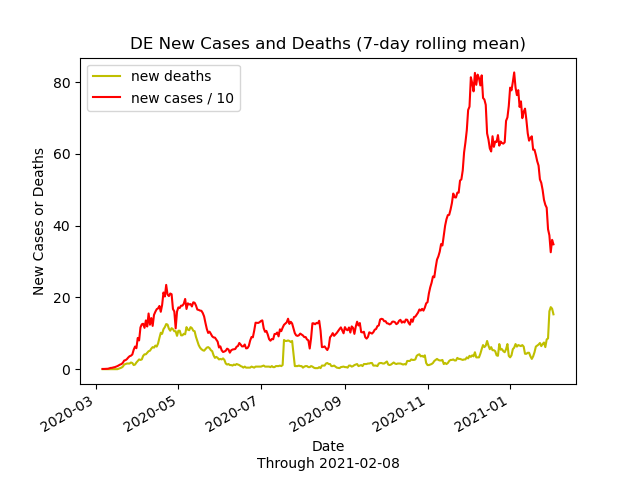 DE New Cases and Deaths (7-day rolling mean)
new deaths
new cases / 10
New Cases or Deaths
80
60
40
20
0
2020-03
2020-05
2020-07
2020-09
2020-11
2021-01
Date
Through 2021-02-08